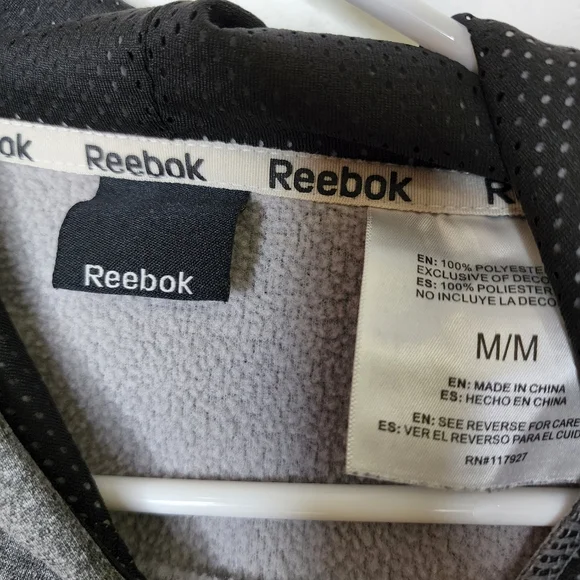 ok Reebok Reebok R
Reebok
EN: 100% POLYESTE
EXCLUSIVE OF DECO
ES: 100% POLIESTER
NO INCLUYE LA DECO
M/M
EN: MADE IN CHINA
ES: HECHO EN CHINA
EN: SEE REVERSE FOR CARE
ES: VER EL REVERSO PARA EL CUID
RN#117927